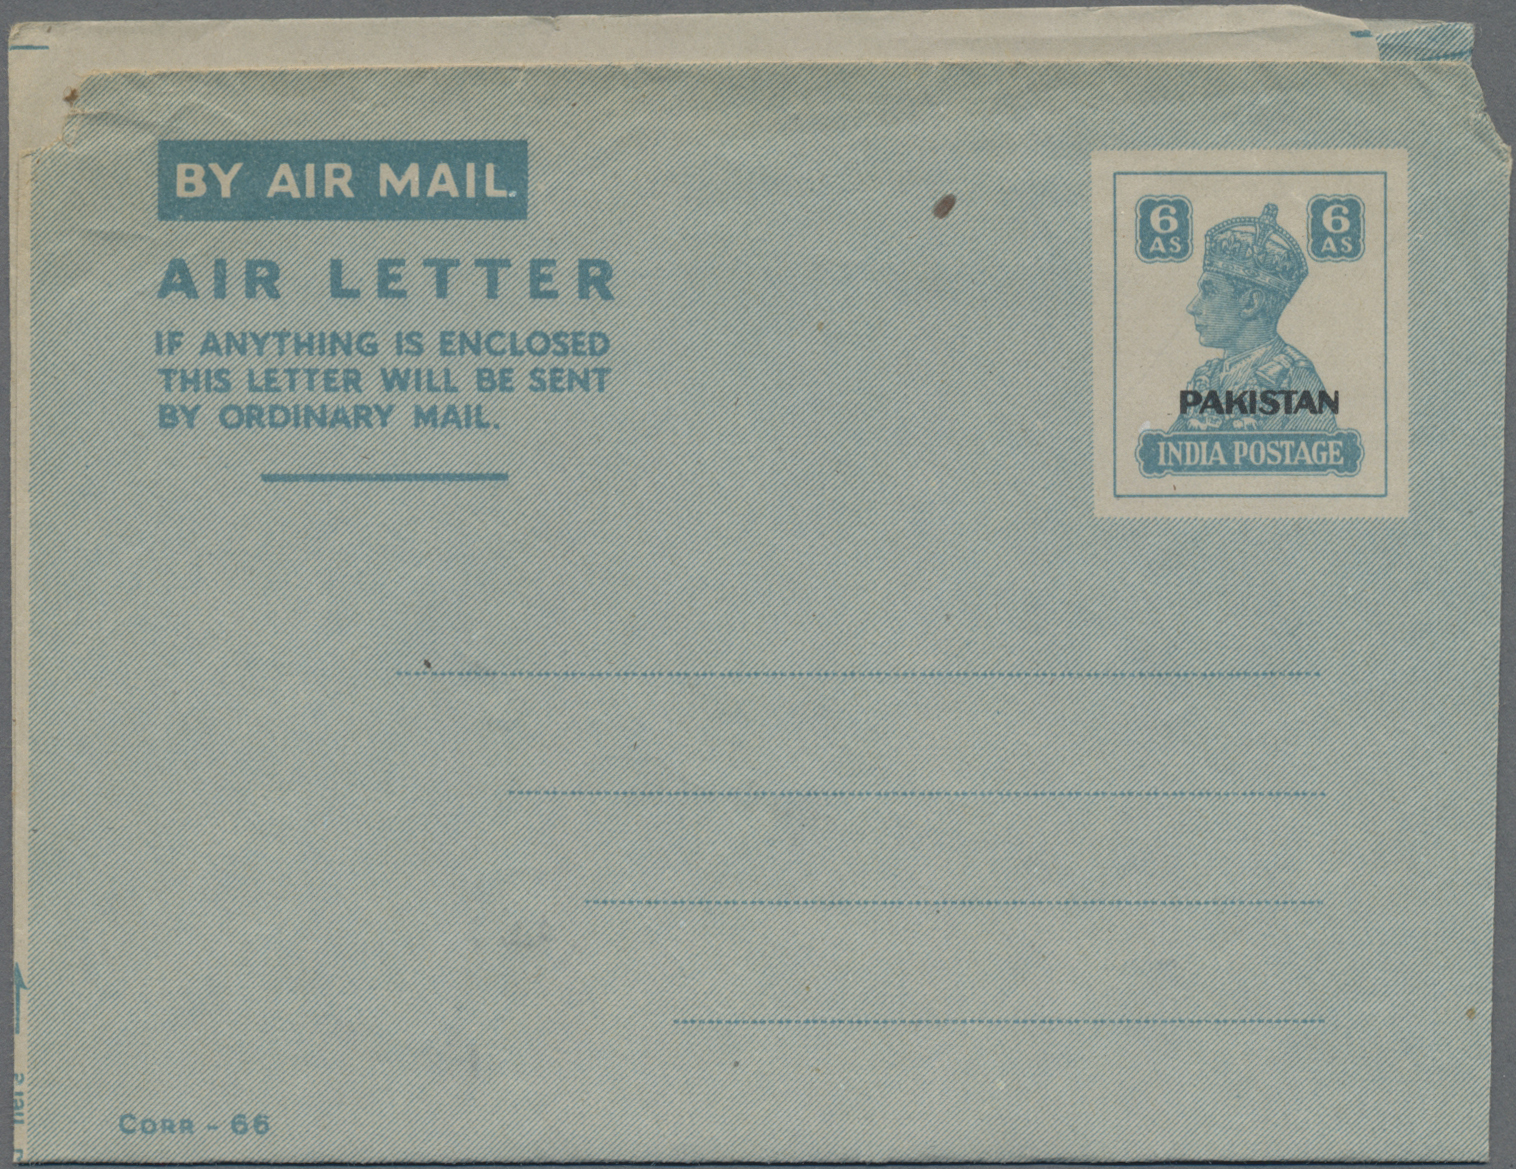 BY AIR MAIL.
AIR LETTER
IF ANYTHING IS ENCLOSED
THIS LETTER WILL BE SENT
BY ORDINARY MAIL.
6 AS
6 AS
PAKISTAN
INDIA POSTAGE
here
CORR - 66